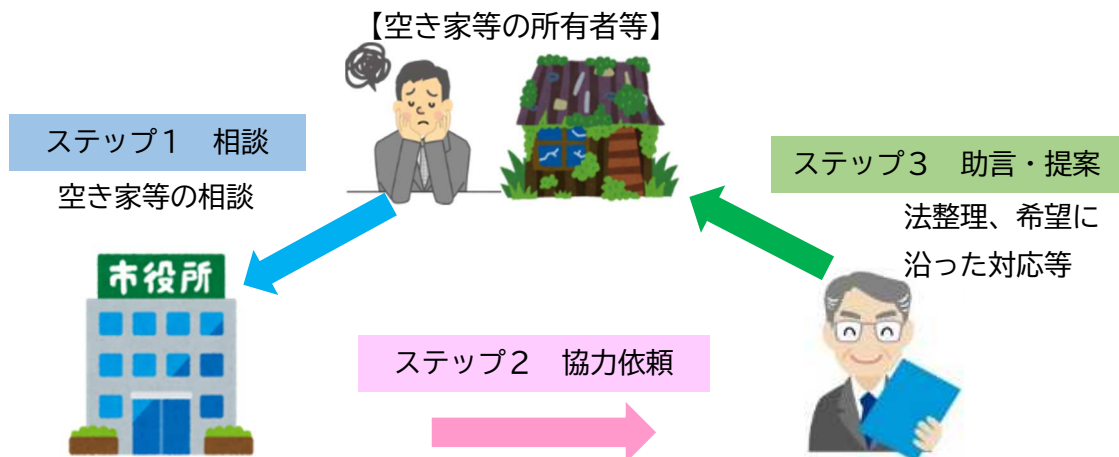 【空き家等の所有者等】
ステップ1　相談
空き家等の相談
市役所
ステップ2　協力依頼
ステップ3　助言・提案
法整理、希望に
沿った対応等